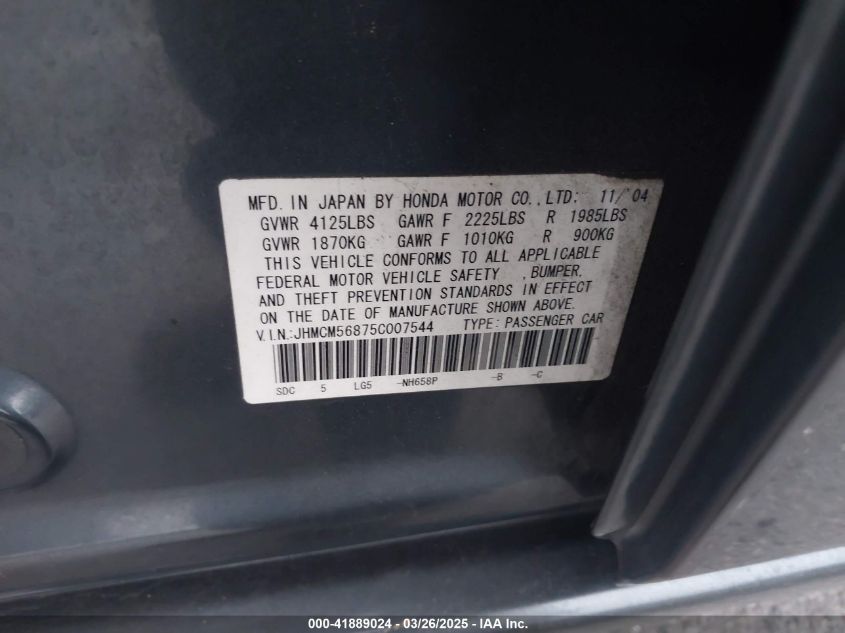 MFD. IN JAPAN BY HONDA MOTOR CO.,LTD: 11/'04
GVWR 4125LBS GAWR F 2225LBS R 1985LBS
GVWR 1870KG GAWR F 1010KG R 900KG
THIS VEHICLE CONFORMS TO ALL APPLICABLE
FEDERAL MOTOR VEHICLE SAFETY ,BUMPER,
AND THEFT PREVENTION STANDARDS IN EFFECT
ON THE DATE OF MANUFACTURE SHOWN ABOVE.
V.I.N.:JHMCM56875C007544 TYPE: PASSENGER CAR
SDC 5 LG5 -NH658P -B -C
000-41889024 - 03/26/2025 - IAA Inc.